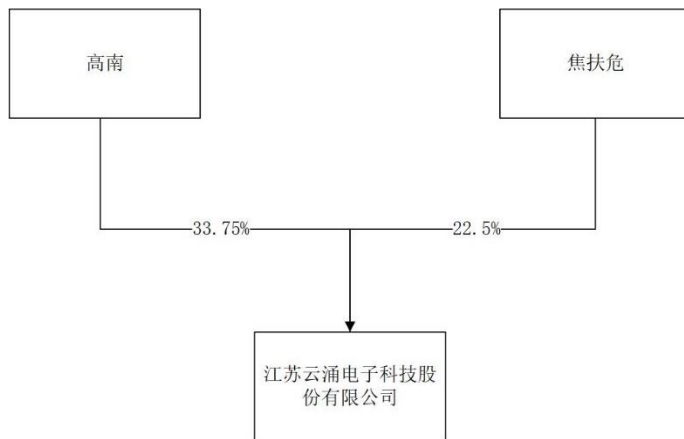 高南
焦扶危
33.75%
22.5%
江苏云涌电子科技股
份有限公司